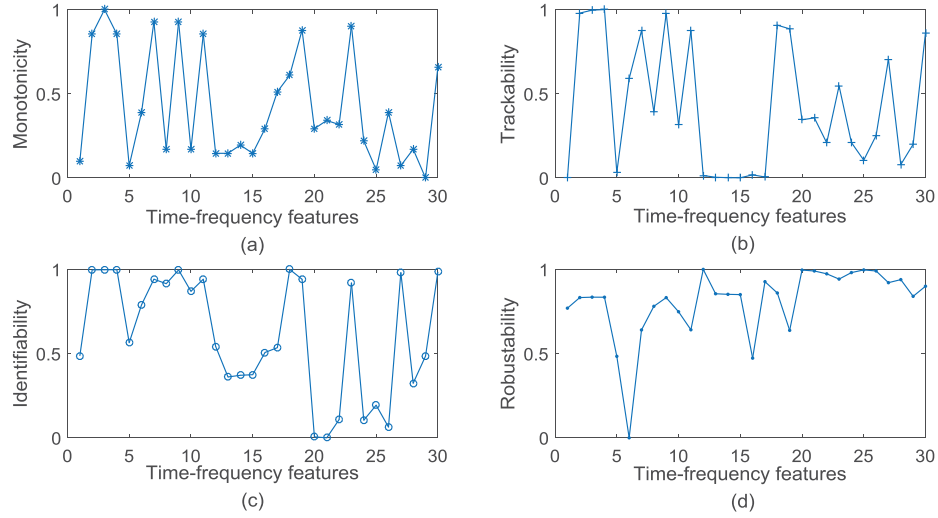 Monotonicity
1
0.5
0
0 5 10 15 20 25 30
Time-frequency features
(a)
Trackability
1
0.5
0
0 5 10 15 20 25 30
Time-frequency features
(b)
Identifiability
1
0.5
0
0 5 10 15 20 25 30
Time-frequency features
(c)
Robustability
1
0.5
0
0 5 10 15 20 25 30
Time-frequency features
(d)